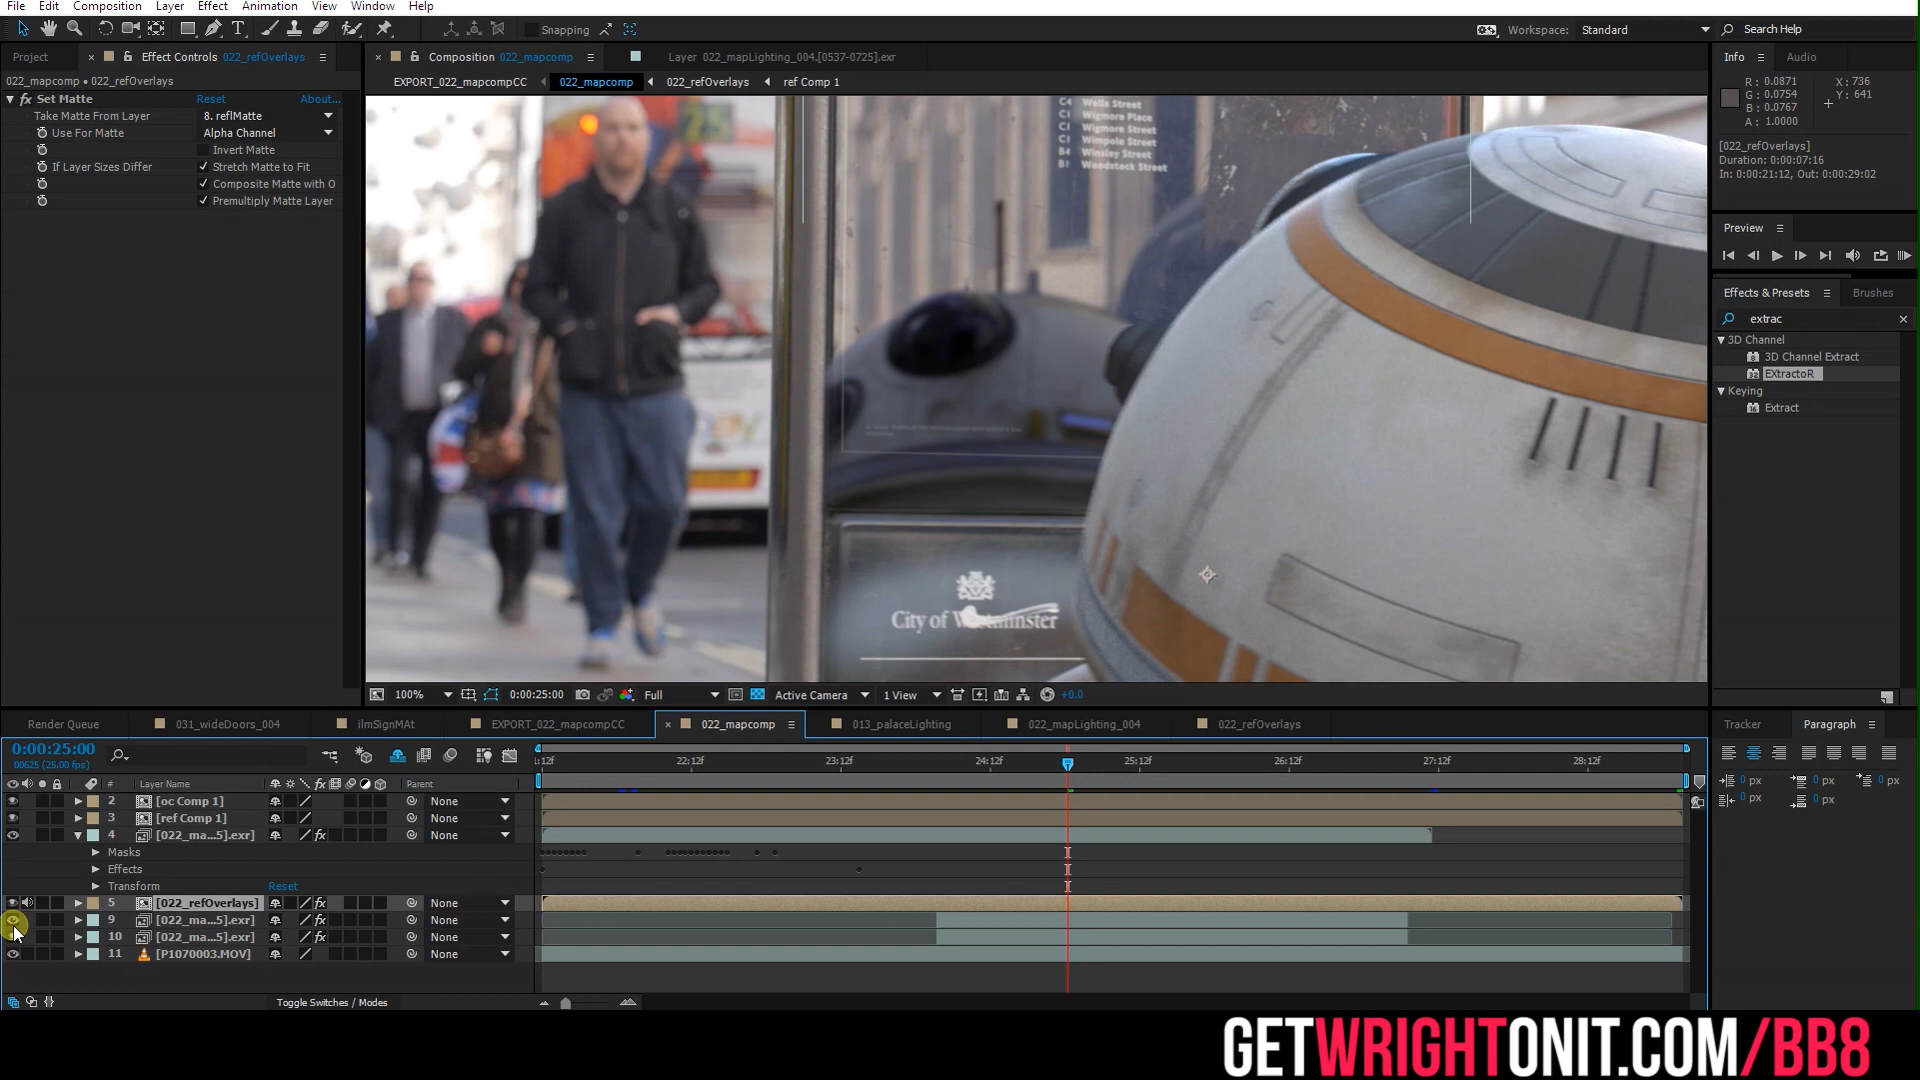 File Edit Composition Layer Effect Animation View Window Help
Snapping
Workspace: Standard
Search Help
Project
Effect Controls 022_refOverlays
Composition 022_mapcomp
Layer 022_mapLighting_004.[0537-0725].exr
Info
Audio
022_mapcomp • 022_refOverlays
EXPORT_022_mapcompCC
022_mapcomp
022_refOverlays
ref Comp 1
R: 0.0871
G: 0.0754
B: 0.0767
A: 1.0000
X: 736
Y: 641
fx Set Matte
Reset
About...
Take Matte From Layer
8. reflMatte
Use For Matte
Alpha Channel
Invert Matte
If Layer Sizes Differ
Stretch Matte to Fit
Composite Matte with O
Premultiply Matte Layer
[022_refOverlays]
Duration: 0:00:07:16
In: 0:00:21:12, Out: 0:00:29:02
Preview
Effects & Presets
Brushes
extrac
3D Channel
3D Channel Extract
EXtractoR
Keying
Extract
25
C4 Wells Street
C1 Wigmore Place
C1 Wigmore Street
C1 Wimpole Street
B4 Winsley Street
B1 Woodstock Street
City of Westminster
100%
0:00:25:00
Full
Active Camera
1 View
+0.0
Render Queue
031_wideDoors_004
ilmSignMAt
EXPORT_022_mapcompCC
022_mapcomp
013_palaceLighting
022_mapLighting_004
022_refOverlays
Tracker
Paragraph
0:00:25:00
00625 (25.00 fps)
1:12f
22:12f
23:12f
24:12f
25:12f
26:12f
27:12f
28:12f
# Layer Name
Parent
2 [oc Comp 1] None
3 [ref Comp 1] None
4 [022_ma...5].exr] fx None
Masks
Effects
Transform Reset
5 [022_refOverlays] fx None
9 [022_ma...5].exr] fx None
10 [022_ma...5].exr] fx None
11 [P1070003.MOV] None
0 px 0 px 0 px
0 px 0 px
Toggle Switches / Modes
GETWRIGHTONIT.COM/BB8